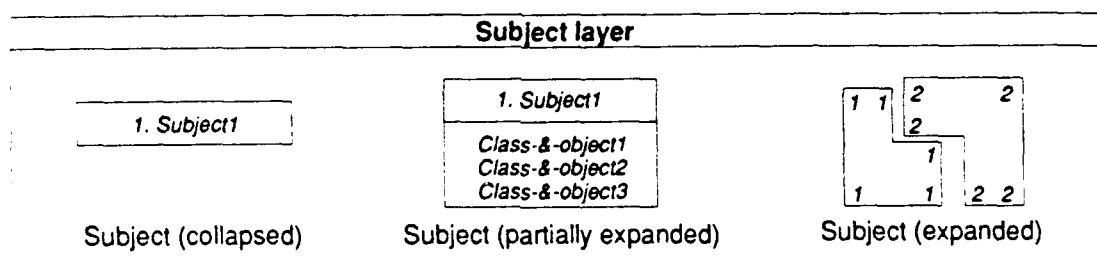 Subject layer
1. Subject1
1. Subject1
Class-&-object1
Class-&-object2
Class-&-object3
1 1 2 2
2
1
1 1 2 2
Subject (collapsed) Subject (partially expanded) Subject (expanded)